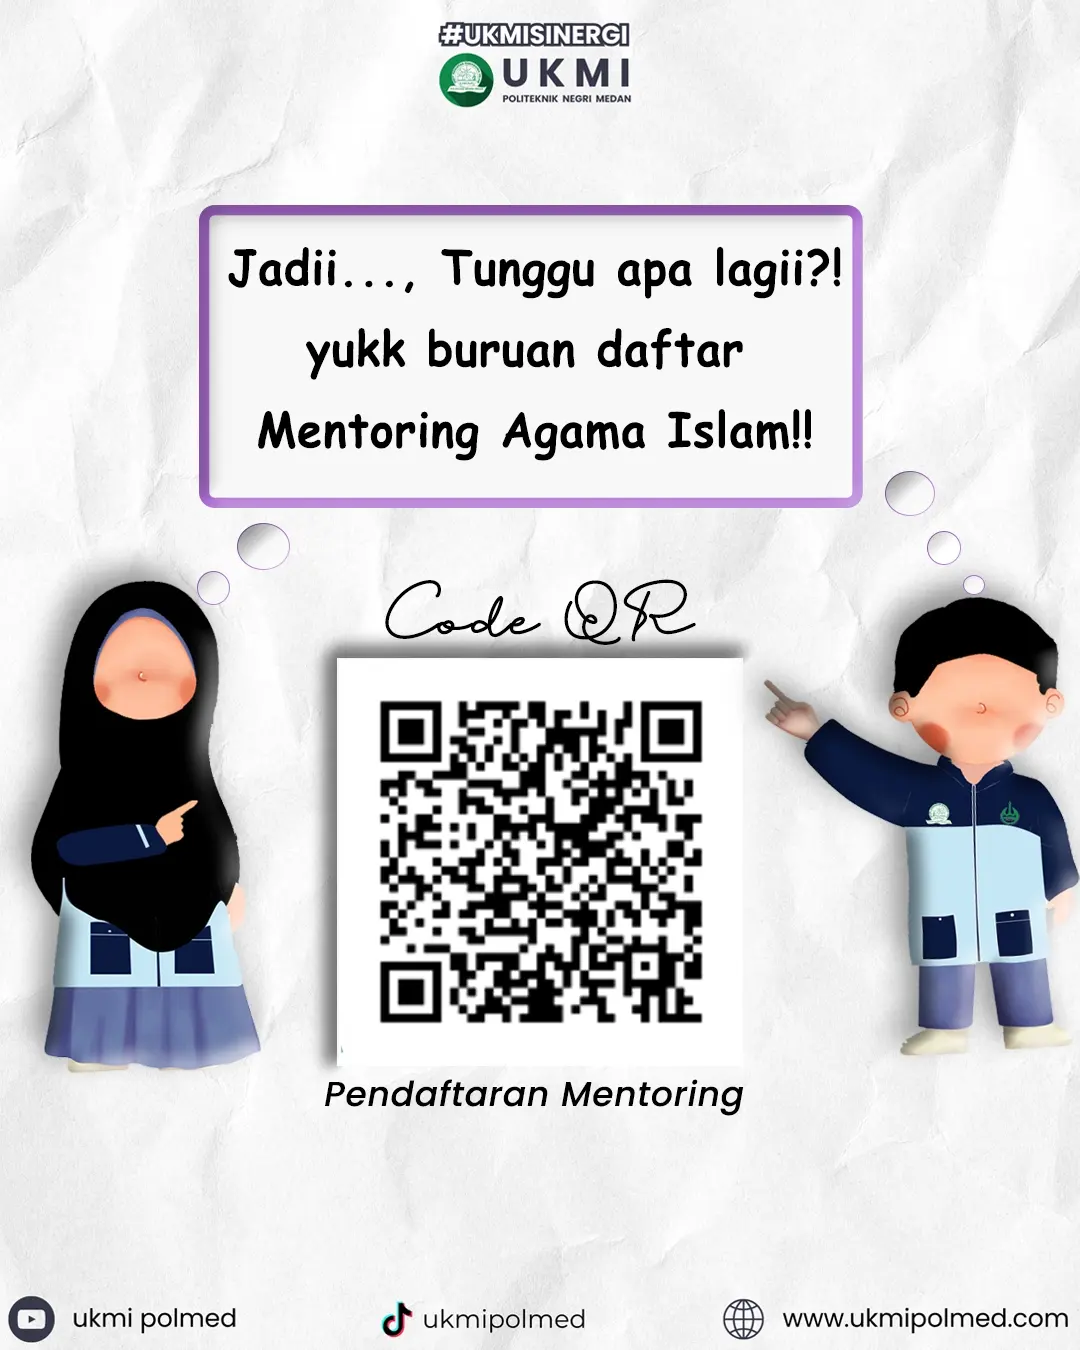 #UKMISINERGI
UKMI
POLITEKNIK NEGRI MEDAN
Jadii..., Tunggu apa lagii?!
yukk buruan daftar
Mentoring Agama Islam!!
Code QR
Pendaftaran Mentoring
ukmi polmed
ukmipolmed
www.ukmipolmed.com